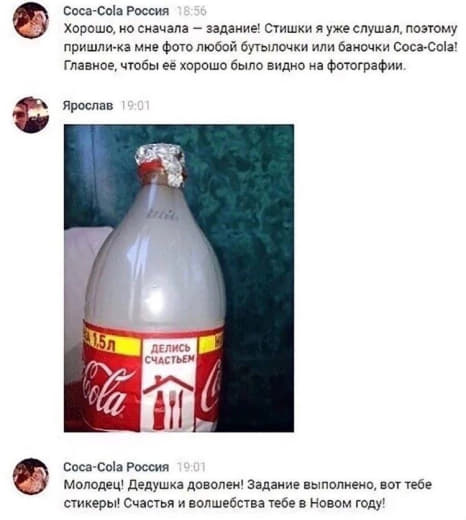 Coca-Cola Россия 18:56
Хорошо, но сначала — задание! Стишки я уже слушал, поэтому
пришли-ка мне фото любой бутылочки или баночки Coca-Cola!
Главное, чтобы её хорошо было видно на фотографии.
Ярослав 19:01
1.5л
ДЕЛИСЬ
СЧАСТЬЕМ
Cola
Coca-Cola Россия 19:01
Молодец! Дедушка доволен! Задание выполнено, вот тебе
стикеры! Счастья и волшебства тебе в Новом году!